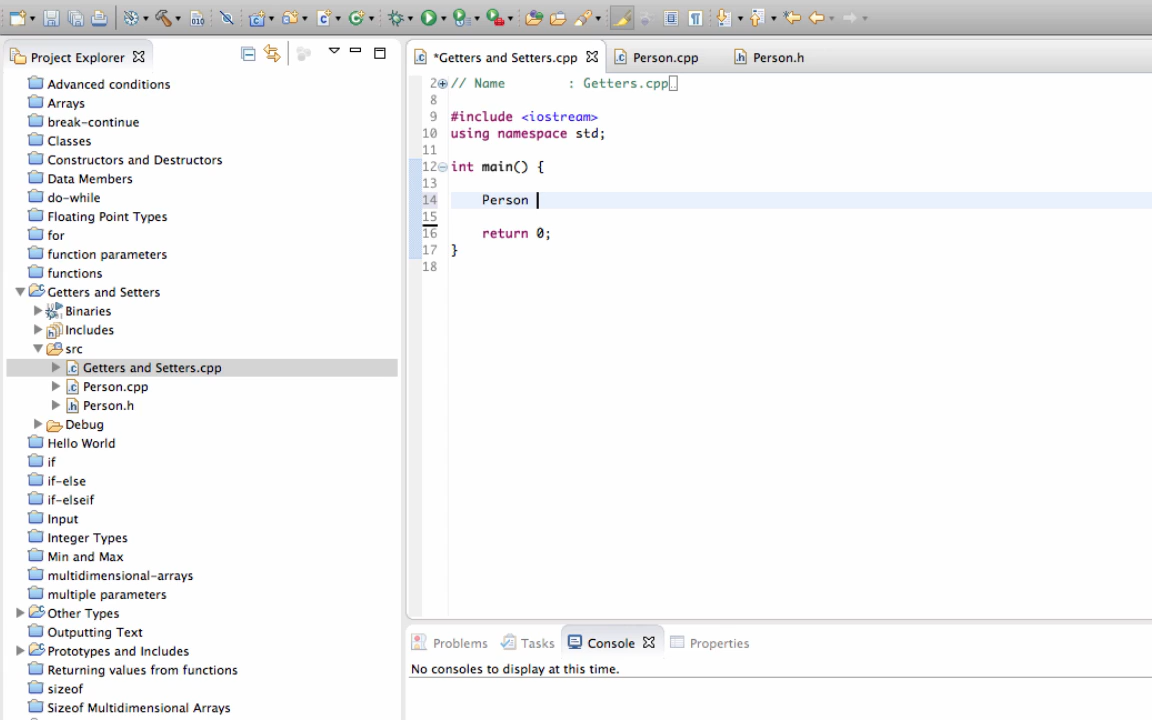 Project Explorer
Advanced conditions
Arrays
break-continue
Classes
Constructors and Destructors
Data Members
do-while
Floating Point Types
for
function parameters
functions
Getters and Setters
Binaries
Includes
src
Getters and Setters.cpp
Person.cpp
Person.h
Debug
Hello World
if
if-else
if-elseif
Input
Integer Types
Min and Max
multidimensional-arrays
multiple parameters
Other Types
Outputting Text
Prototypes and Includes
Returning values from functions
sizeof
Sizeof Multidimensional Arrays
*Getters and Setters.cpp Person.cpp Person.h
2 // Name : Getters.cpp
8
9 #include <iostream>
10 using namespace std;
11
12 int main() {
13
14 Person
15
16 return 0;
17 }
18
Problems Tasks Console Properties
No consoles to display at this time.